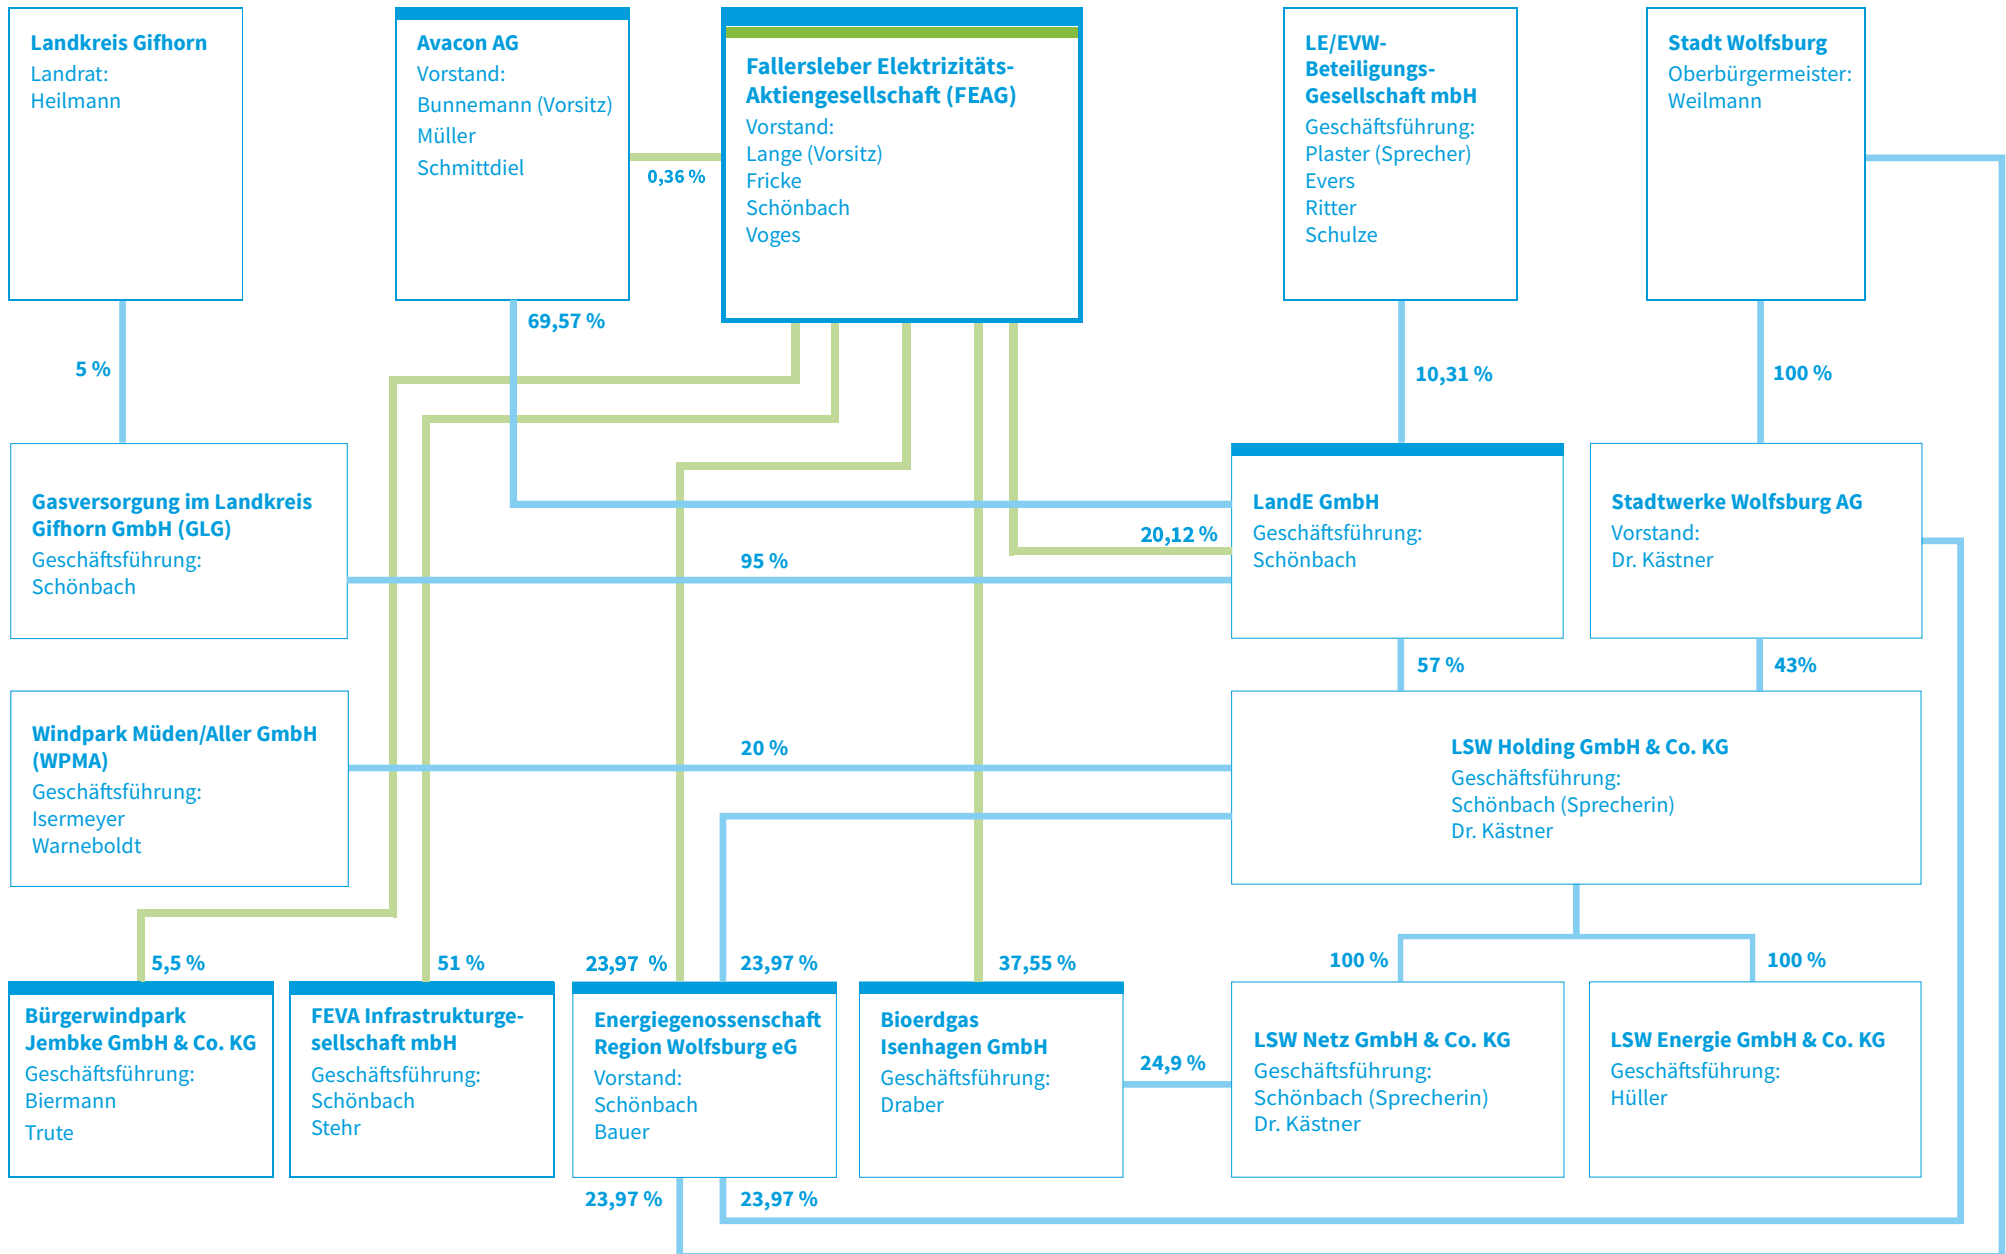 Landkreis Gifhorn
Landrat:
Heilmann
Avacon AG
Vorstand:
Bunnemann (Vorsitz)
Müller
Schmittdiel
0,36 %
Fallersleber Elektrizitäts-
Aktiengesellschaft (FEAG)
Vorstand:
Lange (Vorsitz)
Fricke
Schönbach
Voges
LE/EVW-
Beteiligungs-
Gesellschaft mbH
Geschäftsführung:
Plaster (Sprecher)
Evers
Ritter
Schulze
Stadt Wolfsburg
Oberbürgermeister:
Weilmann
69,57 %
5 %
10,31 %
100 %
Gasversorgung im Landkreis
Gifhorn GmbH (GLG)
Geschäftsführung:
Schönbach
95 %
20,12 %
LandE GmbH
Geschäftsführung:
Schönbach
Stadtwerke Wolfsburg AG
Vorstand:
Dr. Kästner
57 %
43%
Windpark Müden/Aller GmbH
(WPMA)
Geschäftsführung:
Isermeyer
Warneboldt
20 %
LSW Holding GmbH & Co. KG
Geschäftsführung:
Schönbach (Sprecherin)
Dr. Kästner
5,5 %
51 %
23,97 %
23,97 %
37,55 %
100 %
100 %
Bürgerwindpark
Jembke GmbH & Co. KG
Geschäftsführung:
Biermann
Trute
FEVA Infrastrukturge-
sellschaft mbH
Geschäftsführung:
Schönbach
Stehr
Energiegenossenschaft
Region Wolfsburg eG
Vorstand:
Schönbach
Bauer
Bioerdgas
Isenhagen GmbH
Geschäftsführung:
Draber
24,9 %
LSW Netz GmbH & Co. KG
Geschäftsführung:
Schönbach (Sprecherin)
Dr. Kästner
LSW Energie GmbH & Co. KG
Geschäftsführung:
Hüller
23,97 %
23,97 %